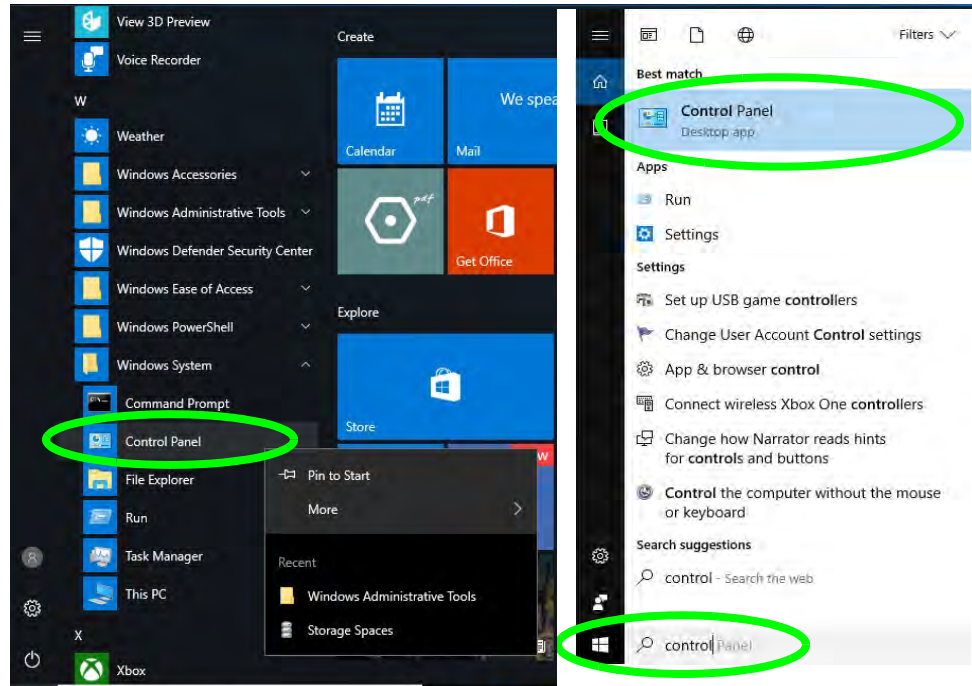 View 3D Preview
Voice Recorder
W
Weather
Windows Accessories
Windows Administrative Tools
Windows Defender Security Center
Windows Ease of Access
Windows PowerShell
Windows System
Command Prompt
Control Panel
File Explorer
Run
Task Manager
This PC
X
Xbox
Create
We spea
Calendar
Mail
pdf
Get Office
Explore
Store
W
Pin to Start
More
Recent
Windows Administrative Tools
Storage Spaces
Filters
Best match
Control Panel
Desktop app
Apps
Run
Settings
Settings
Set up USB game controllers
Change User Account Control settings
App & browser control
Connect wireless Xbox One controllers
Change how Narrator reads hints
for controls and buttons
Control the computer without the mouse
or keyboard
Search suggestions
control - Search the web
control Panel